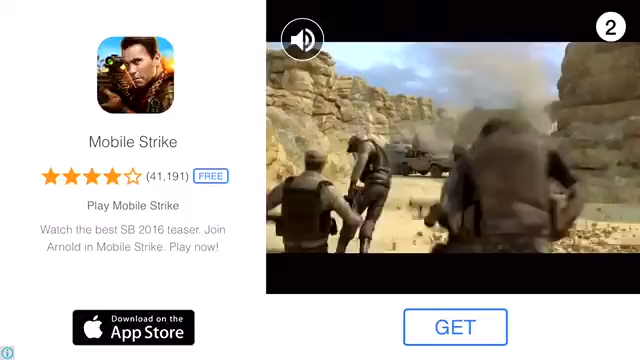 2
Mobile Strike
(41,191) FREE
Play Mobile Strike
Watch the best SB 2016 teaser. Join
Arnold in Mobile Strike. Play now!
Download on the
App Store
GET